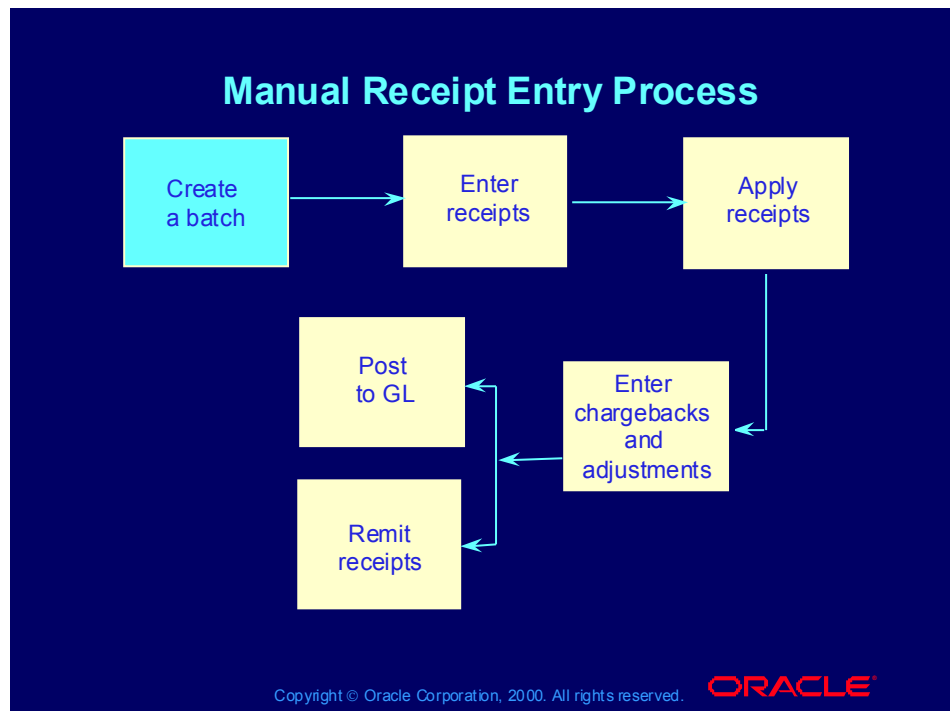 Manual Receipt Entry Process
Create
a batch
Enter
receipts
Apply
receipts
Post
to GL
Enter
chargebacks
and
adjustments
Remit
receipts
Copyright © Oracle Corporation, 2000. All rights reserved.
ORACLE®